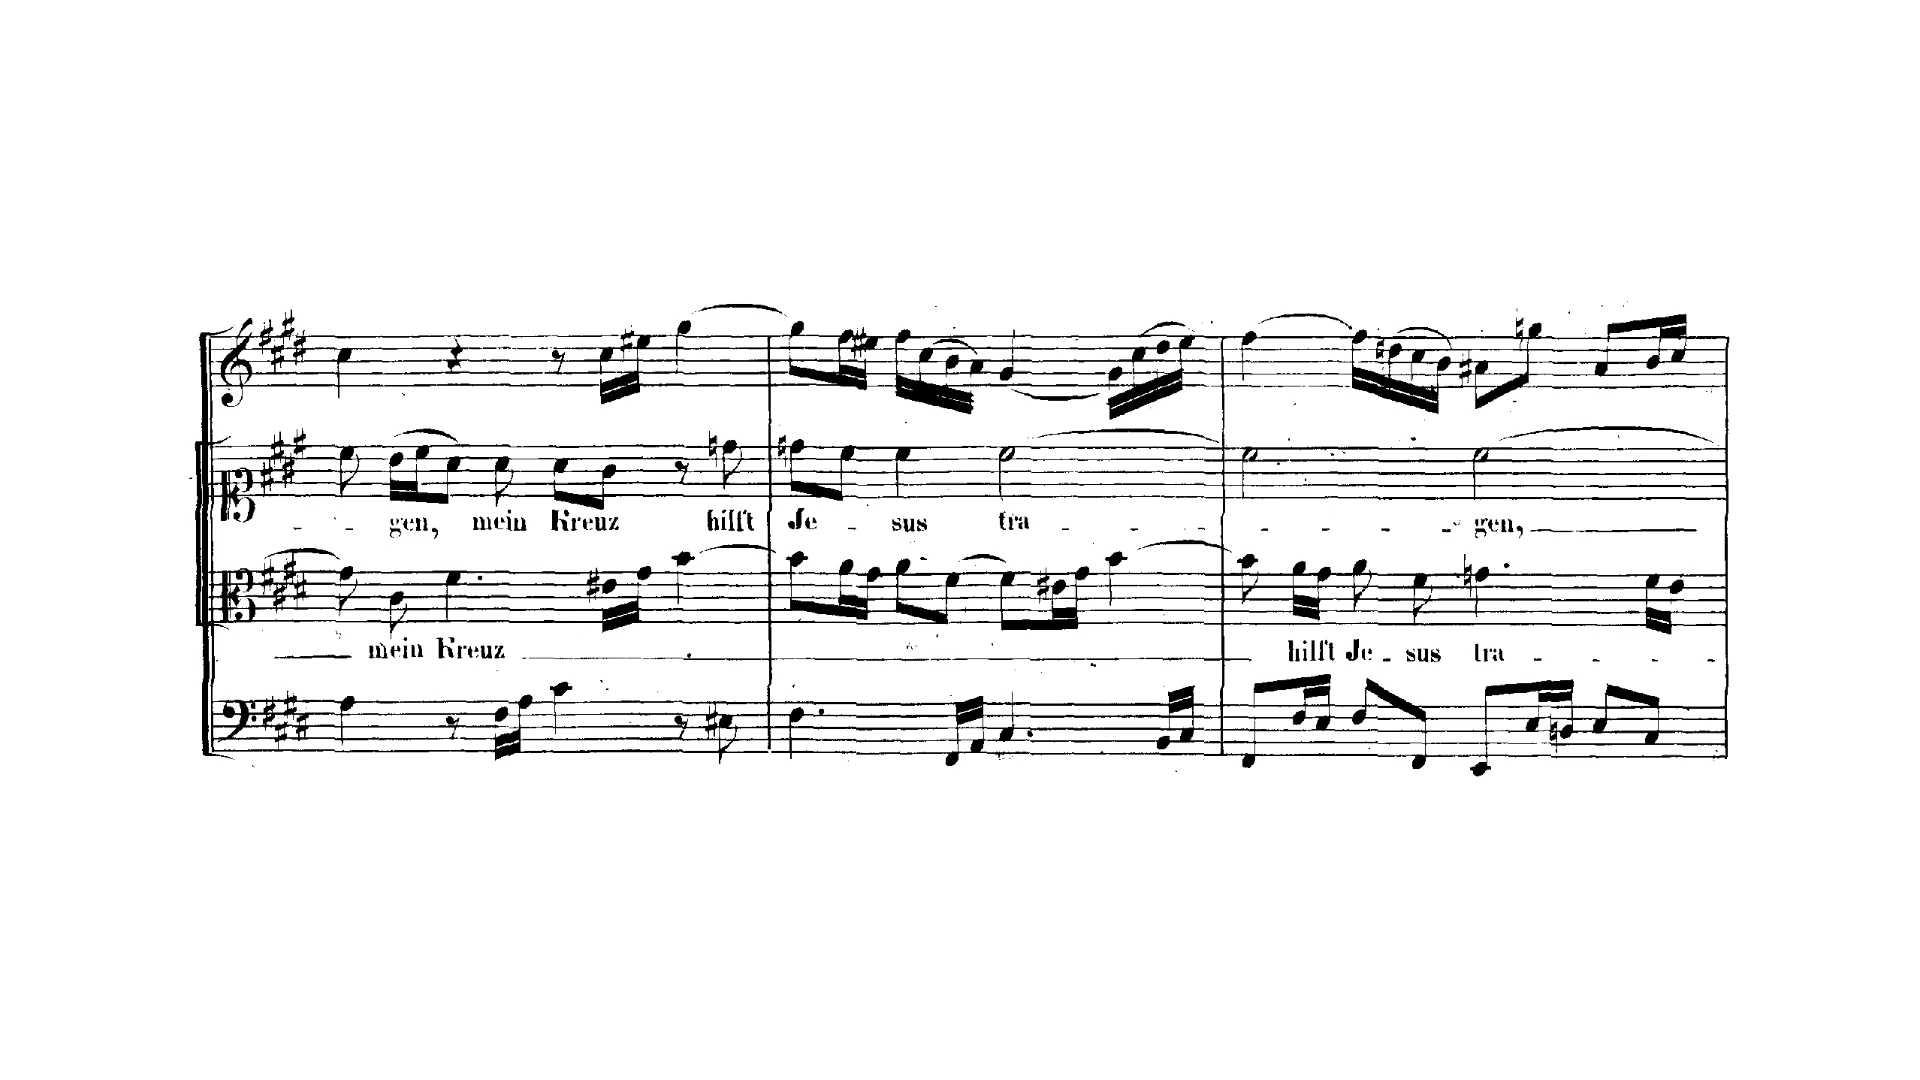 - - gen, mein Kreuz hilft Je - sus tra - - - - - - - - - - - gen,
mein Kreuz hilft Je - sus tra - - - - -